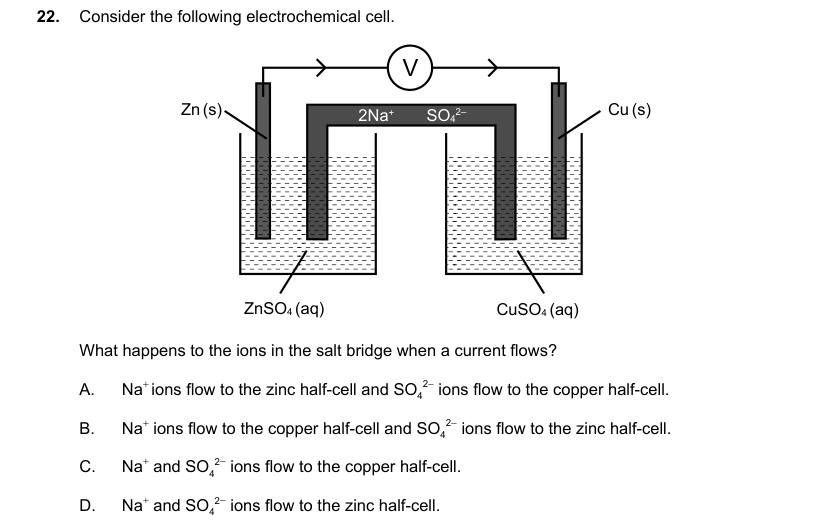 22. Consider the following electrochemical cell.
V
Zn (s)
2Na⁺ SO₄²⁻
Cu (s)
ZnSO₄ (aq)
CuSO₄ (aq)
What happens to the ions in the salt bridge when a current flows?
A. Na⁺ ions flow to the zinc half-cell and SO₄²⁻ ions flow to the copper half-cell.
B. Na⁺ ions flow to the copper half-cell and SO₄²⁻ ions flow to the zinc half-cell.
C. Na⁺ and SO₄²⁻ ions flow to the copper half-cell.
D. Na⁺ and SO₄²⁻ ions flow to the zinc half-cell.